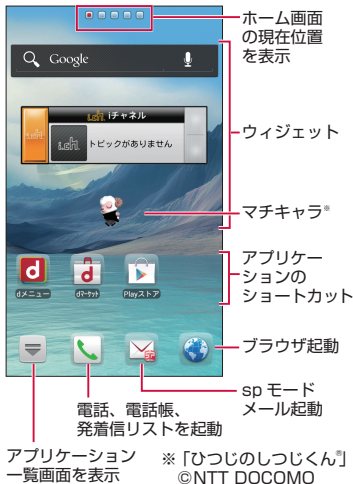 ホーム画面
の現在位置
を表示
Google
ウィジェット
i.ch. iチャネル
i.ch.
i.ch.
トピックがありません
マチキャラ※
アプリケー
ションの
ショートカット
d
d
dメニュー
dマーケット
Playストア
ブラウザ起動
sp
sp モード
メール起動
電話、電話帳、
発着信リストを起動
アプリケーション
一覧画面を表示
※「ひつじのしつじくん®」
©NTT DOCOMO